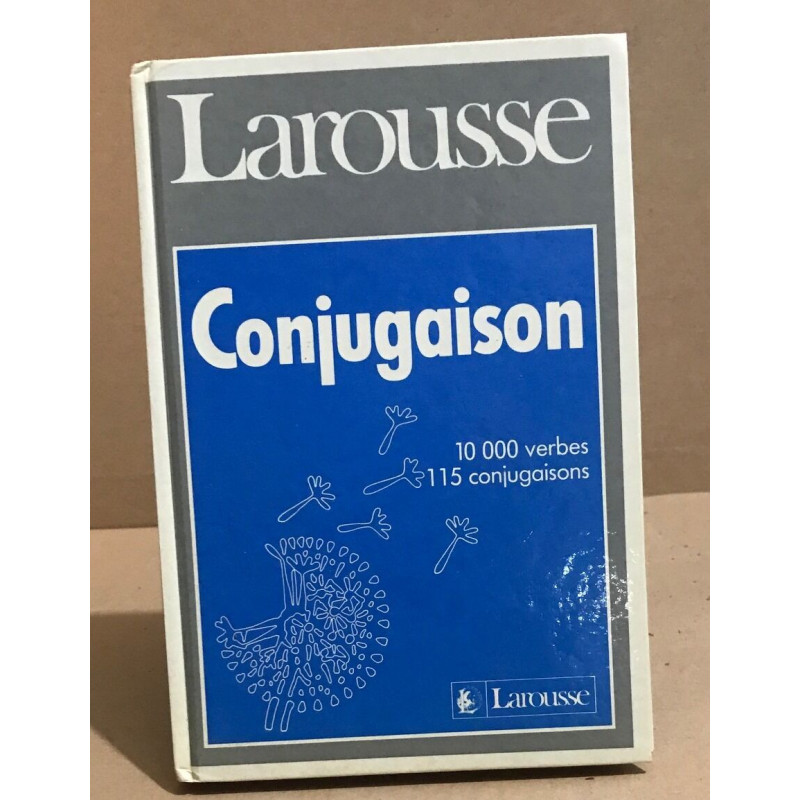 Larousse
Conjugaison
10 000 verbes
115 conjugaisons
Larousse